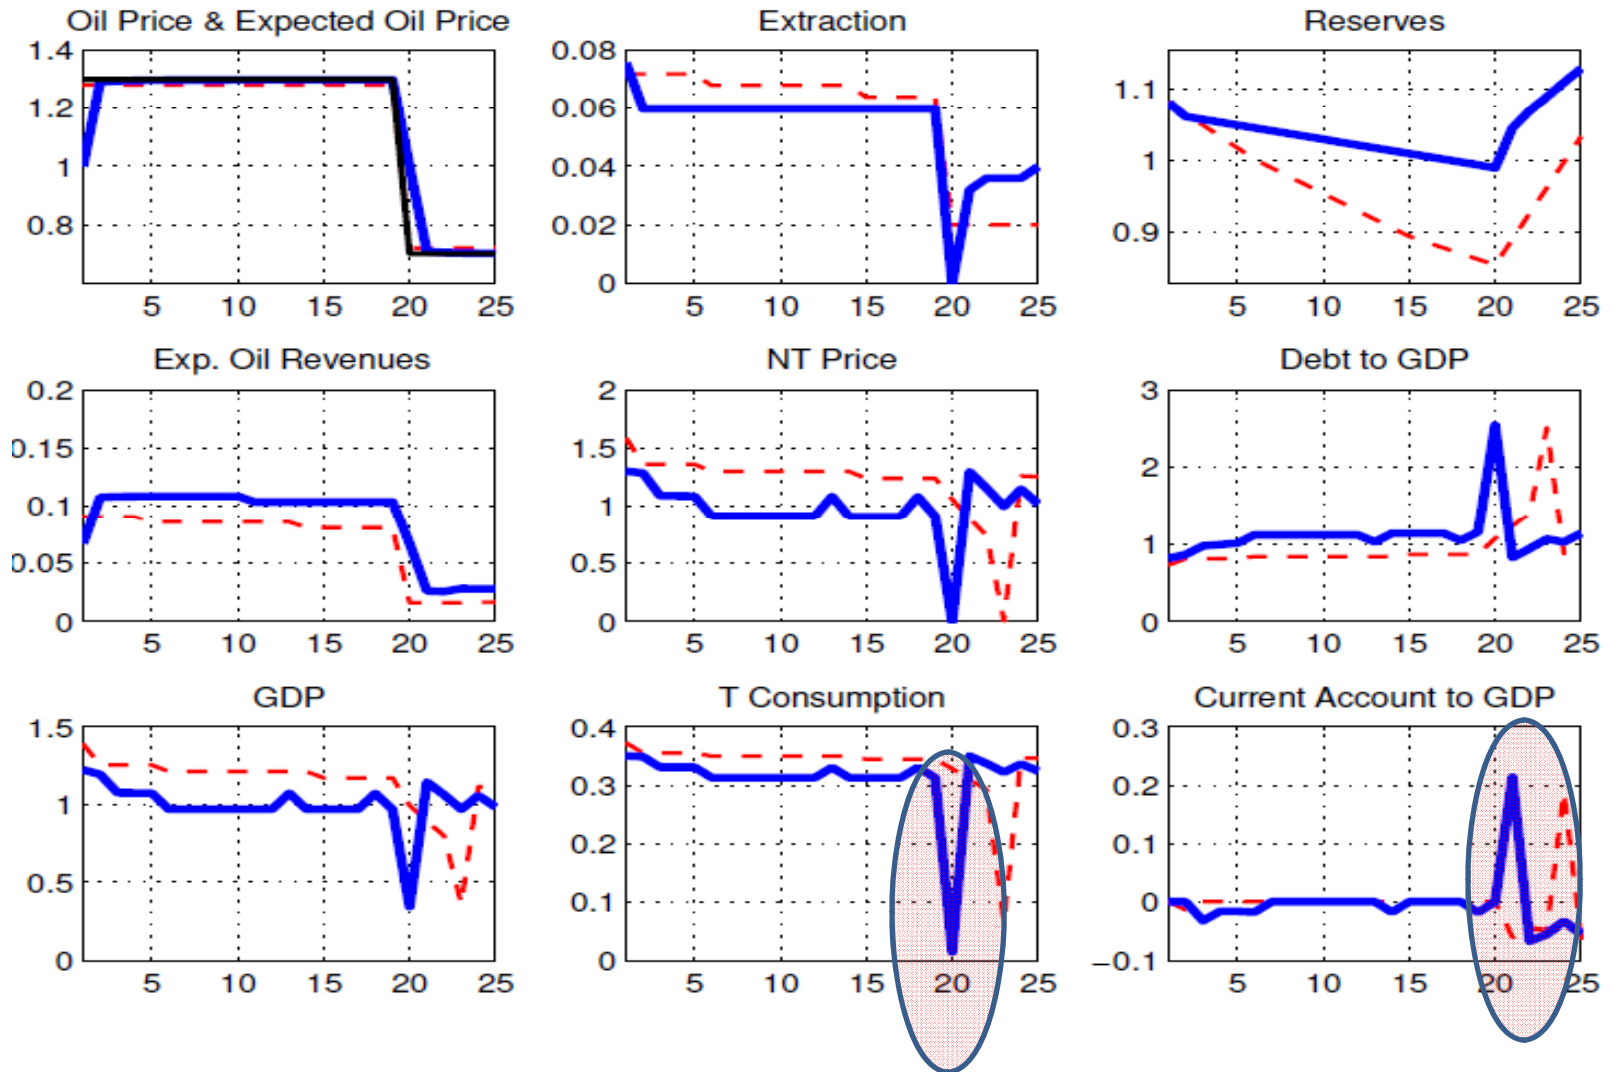 Oil Price & Expected Oil Price
1.4
1.2
1
0.8
5 10 15 20 25
Extraction
0.08
0.06
0.04
0.02
0
5 10 15 20 25
Reserves
1.1
1
0.9
5 10 15 20 25
Exp. Oil Revenues
0.2
0.15
0.1
0.05
0
5 10 15 20 25
NT Price
2
1.5
1
0.5
0
5 10 15 20 25
Debt to GDP
3
2
1
0
5 10 15 20 25
GDP
1.5
1
0.5
0
5 10 15 20 25
T Consumption
0.4
0.3
0.2
0.1
0
5 10 15 20 25
Current Account to GDP
0.3
0.2
0.1
0
−0.1
5 10 15 20 25